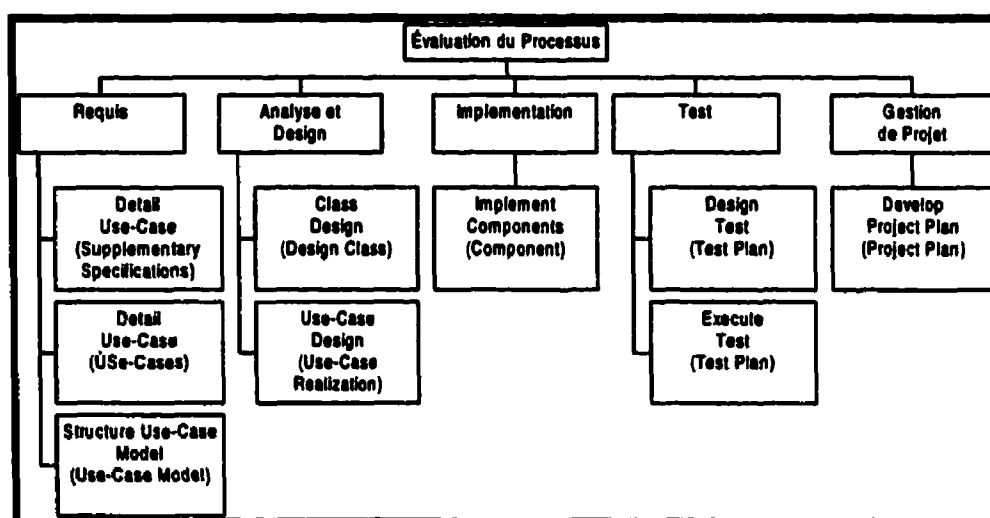 Évaluation du Processus
Requis
Analyse et
Design
Implementation
Test
Gestion
de Projet
Detail
Use-Case
(Supplementary
Specifications)
Class
Design
(Design Class)
Implement
Components
(Component)
Design
Test
(Test Plan)
Develop
Project Plan
(Project Plan)
Detail
Use-Case
(ÙSe-Cases)
Use-Case
Design
(Use-Case
Realization)
Execute
Test
(Test Plan)
Structure Use-Case
Model
(Use-Case Model)